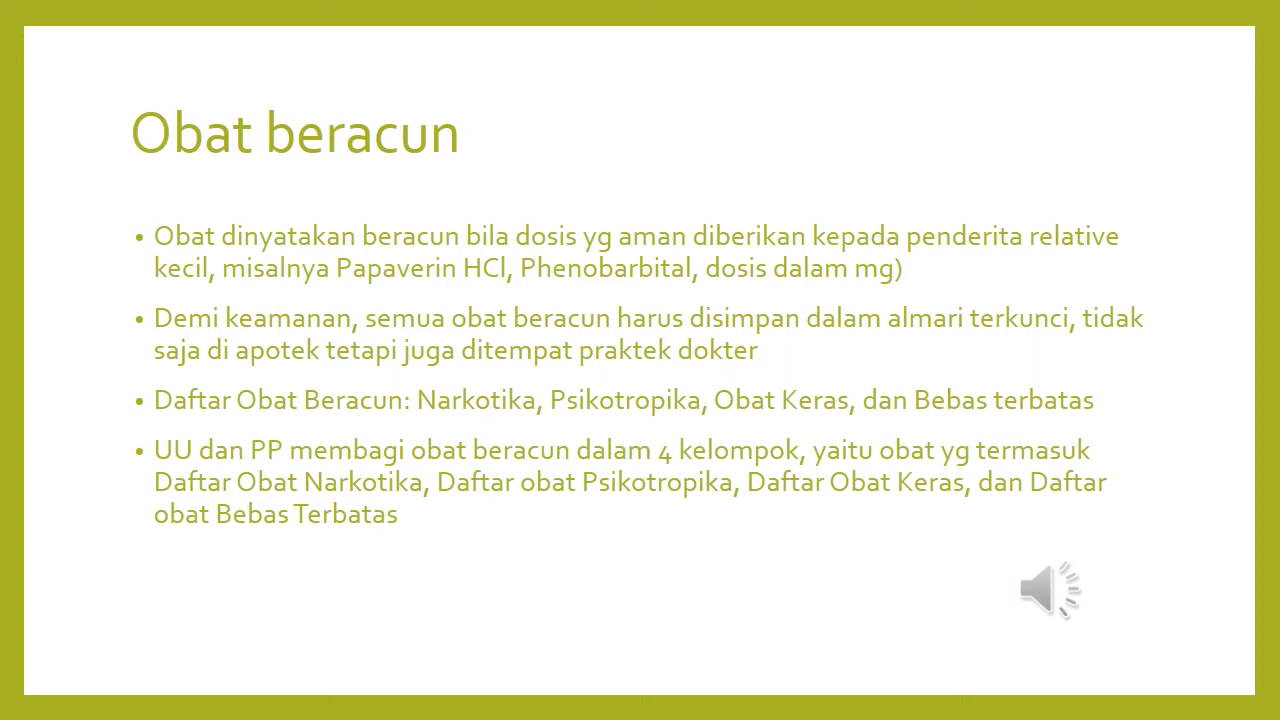 Obat beracun
• Obat dinyatakan beracun bila dosis yg aman diberikan kepada penderita relative
kecil, misalnya Papaverin HCl, Phenobarbital, dosis dalam mg)
• Demi keamanan, semua obat beracun harus disimpan dalam almari terkunci, tidak
saja di apotek tetapi juga ditempat praktek dokter
• Daftar Obat Beracun: Narkotika, Psikotropika, Obat Keras, dan Bebas terbatas
• UU dan PP membagi obat beracun dalam 4 kelompok, yaitu obat yg termasuk
Daftar Obat Narkotika, Daftar obat Psikotropika, Daftar Obat Keras, dan Daftar
obat Bebas Terbatas